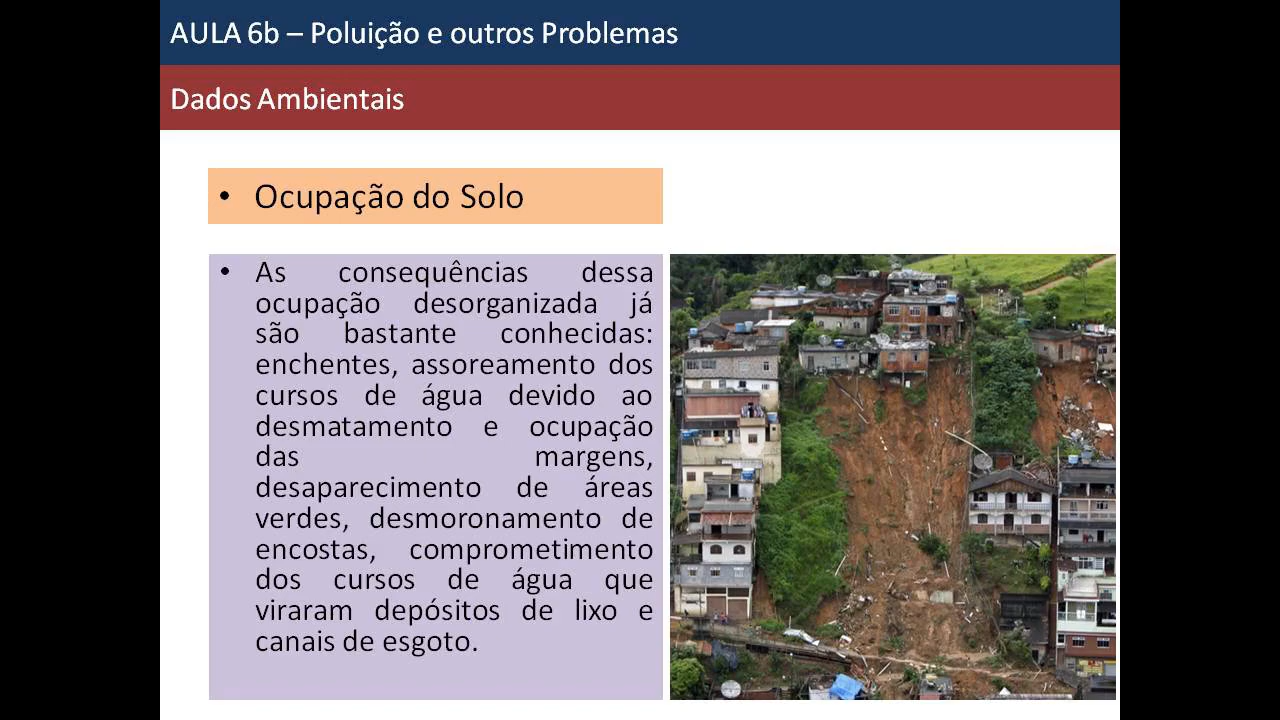 AULA 6b – Poluição e outros Problemas
Dados Ambientais
• Ocupação do Solo
• As consequências dessa
ocupação desorganizada já
são bastante conhecidas:
enchentes, assoreamento dos
cursos de água devido ao
desmatamento e ocupação
das margens,
desaparecimento de áreas
verdes, desmoronamento de
encostas, comprometimento
dos cursos de água que
viraram depósitos de lixo e
canais de esgoto.